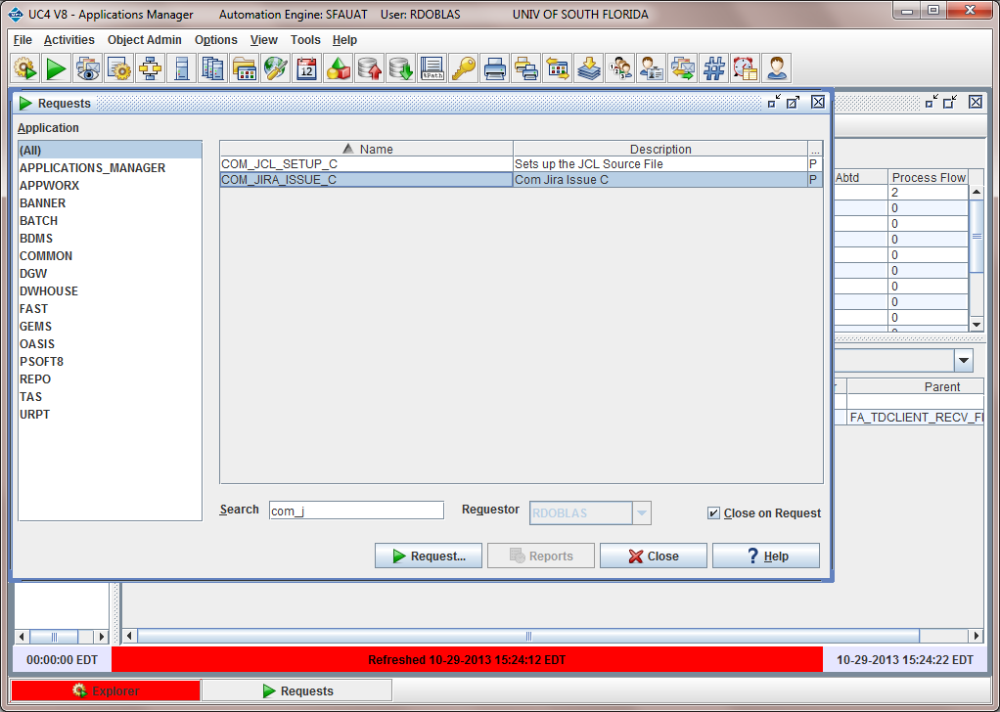 UC4 V8 - Applications Manager Automation Engine: SFAUAT User: RDOBLAS UNIV OF SOUTH FLORIDA
File Activities Object Admin Options View Tools Help
12
%Path
Requests
Application
(All)
APPLICATIONS_MANAGER
APPWORX
BANNER
BATCH
BDMS
COMMON
DGW
DWHOUSE
FAST
GEMS
OASIS
PSOFT8
REPO
TAS
URPT
Name Description ...
COM_JCL_SETUP_C Sets up the JCL Source File P
COM_JIRA_ISSUE_C Com Jira Issue C P
Search com_j Requestor RDOBLAS Close on Request
Request... Reports Close ? Help
Abtd Process Flow
2
0
0
0
0
0
0
0
0
Parent
FA_TDCLIENT_RECV_FI
00:00:00 EDT Refreshed 10-29-2013 15:24:12 EDT 10-29-2013 15:24:22 EDT
Explorer Requests